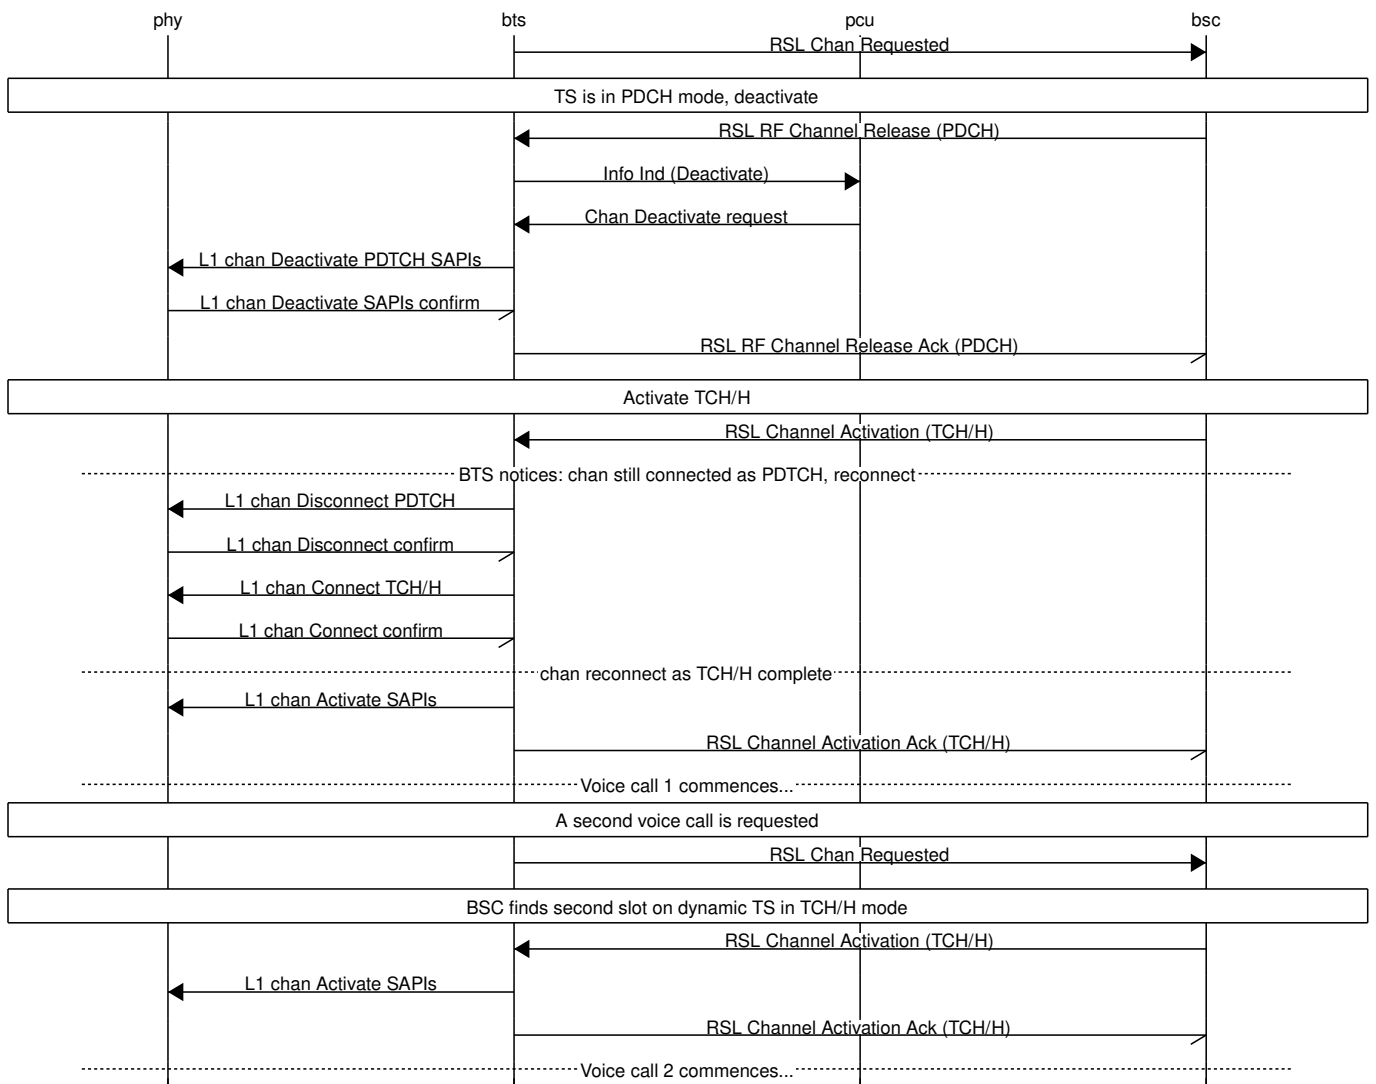 phy bts pcu bsc
RSL Chan Requested
TS is in PDCH mode, deactivate
RSL RF Channel Release (PDCH)
Info Ind (Deactivate)
Chan Deactivate request
L1 chan Deactivate PDTCH SAPIs
L1 chan Deactivate SAPIs confirm
RSL RF Channel Release Ack (PDCH)
Activate TCH/H
RSL Channel Activation (TCH/H)
BTS notices: chan still connected as PDTCH, reconnect
L1 chan Disconnect PDTCH
L1 chan Disconnect confirm
L1 chan Connect TCH/H
L1 chan Connect confirm
chan reconnect as TCH/H complete
L1 chan Activate SAPIs
RSL Channel Activation Ack (TCH/H)
Voice call 1 commences...
A second voice call is requested
RSL Chan Requested
BSC finds second slot on dynamic TS in TCH/H mode
RSL Channel Activation (TCH/H)
L1 chan Activate SAPIs
RSL Channel Activation Ack (TCH/H)
Voice call 2 commences...